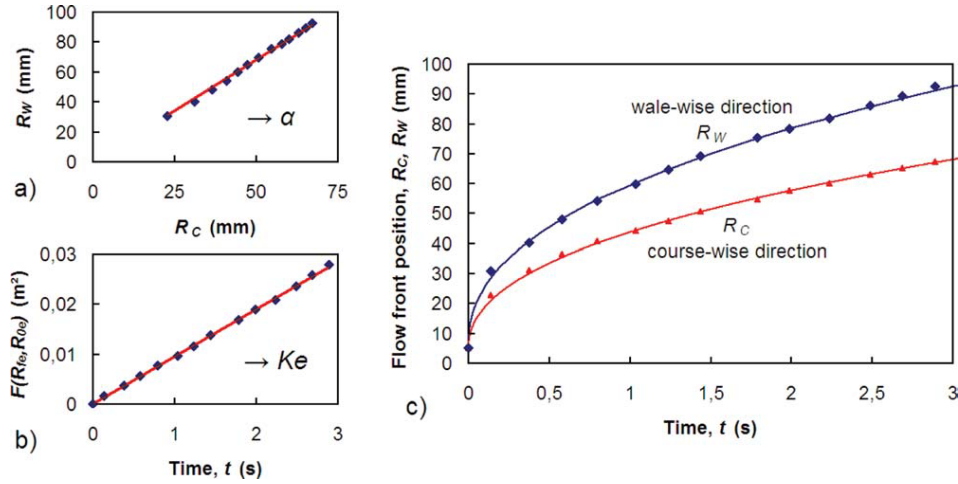 a)
R_W (mm)
100
80
60
40
20
0
→ α
0 25 50 75
R_C (mm)
b)
F(R_fe,R_0e) (m²)
0,03
0,02
0,01
0
→ Ke
0 1 2 3
Time, t (s)
c)
Flow front position, R_C, R_W (mm)
100
90
80
70
60
50
40
30
20
10
0
wale-wise direction
R_W
R_C
course-wise direction
0 0,5 1 1,5 2 2,5 3
Time, t (s)